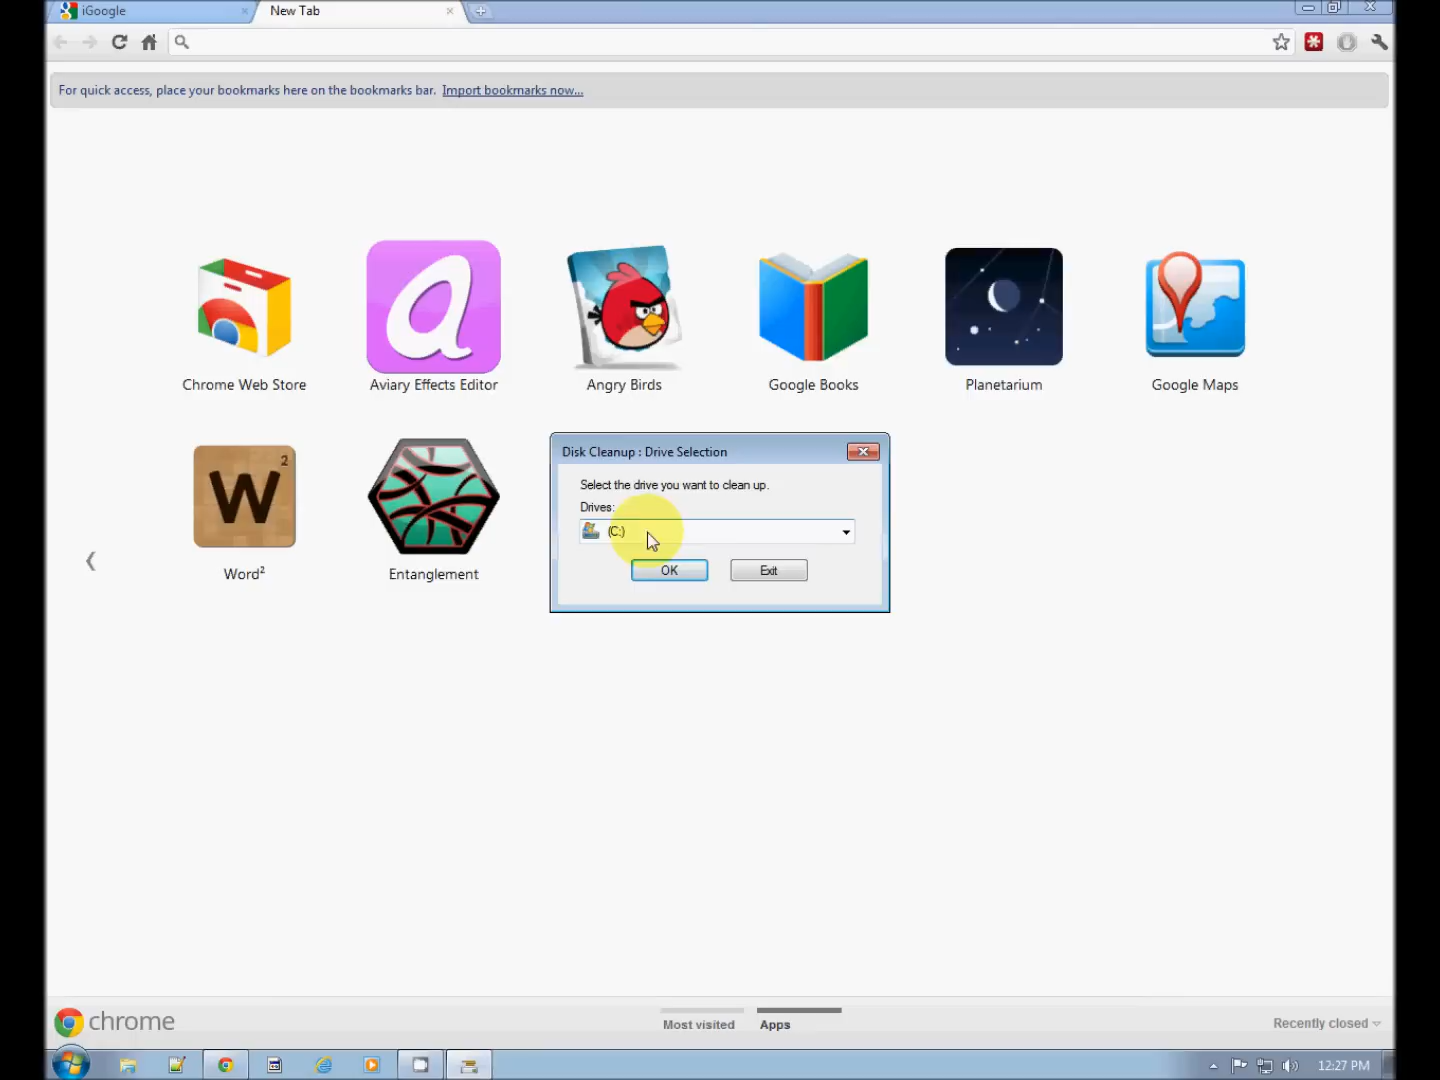 iGoogle
New Tab
For quick access, place your bookmarks here on the bookmarks bar. Import bookmarks now...
Chrome Web Store
a
Aviary Effects Editor
Angry Birds
Google Books
Planetarium
Google Maps
W 2
Word²
Entanglement
Disk Cleanup : Drive Selection
Select the drive you want to clean up.
Drives:
(C:)
OK
Exit
chrome
Most visited
Apps
Recently closed
12:27 PM